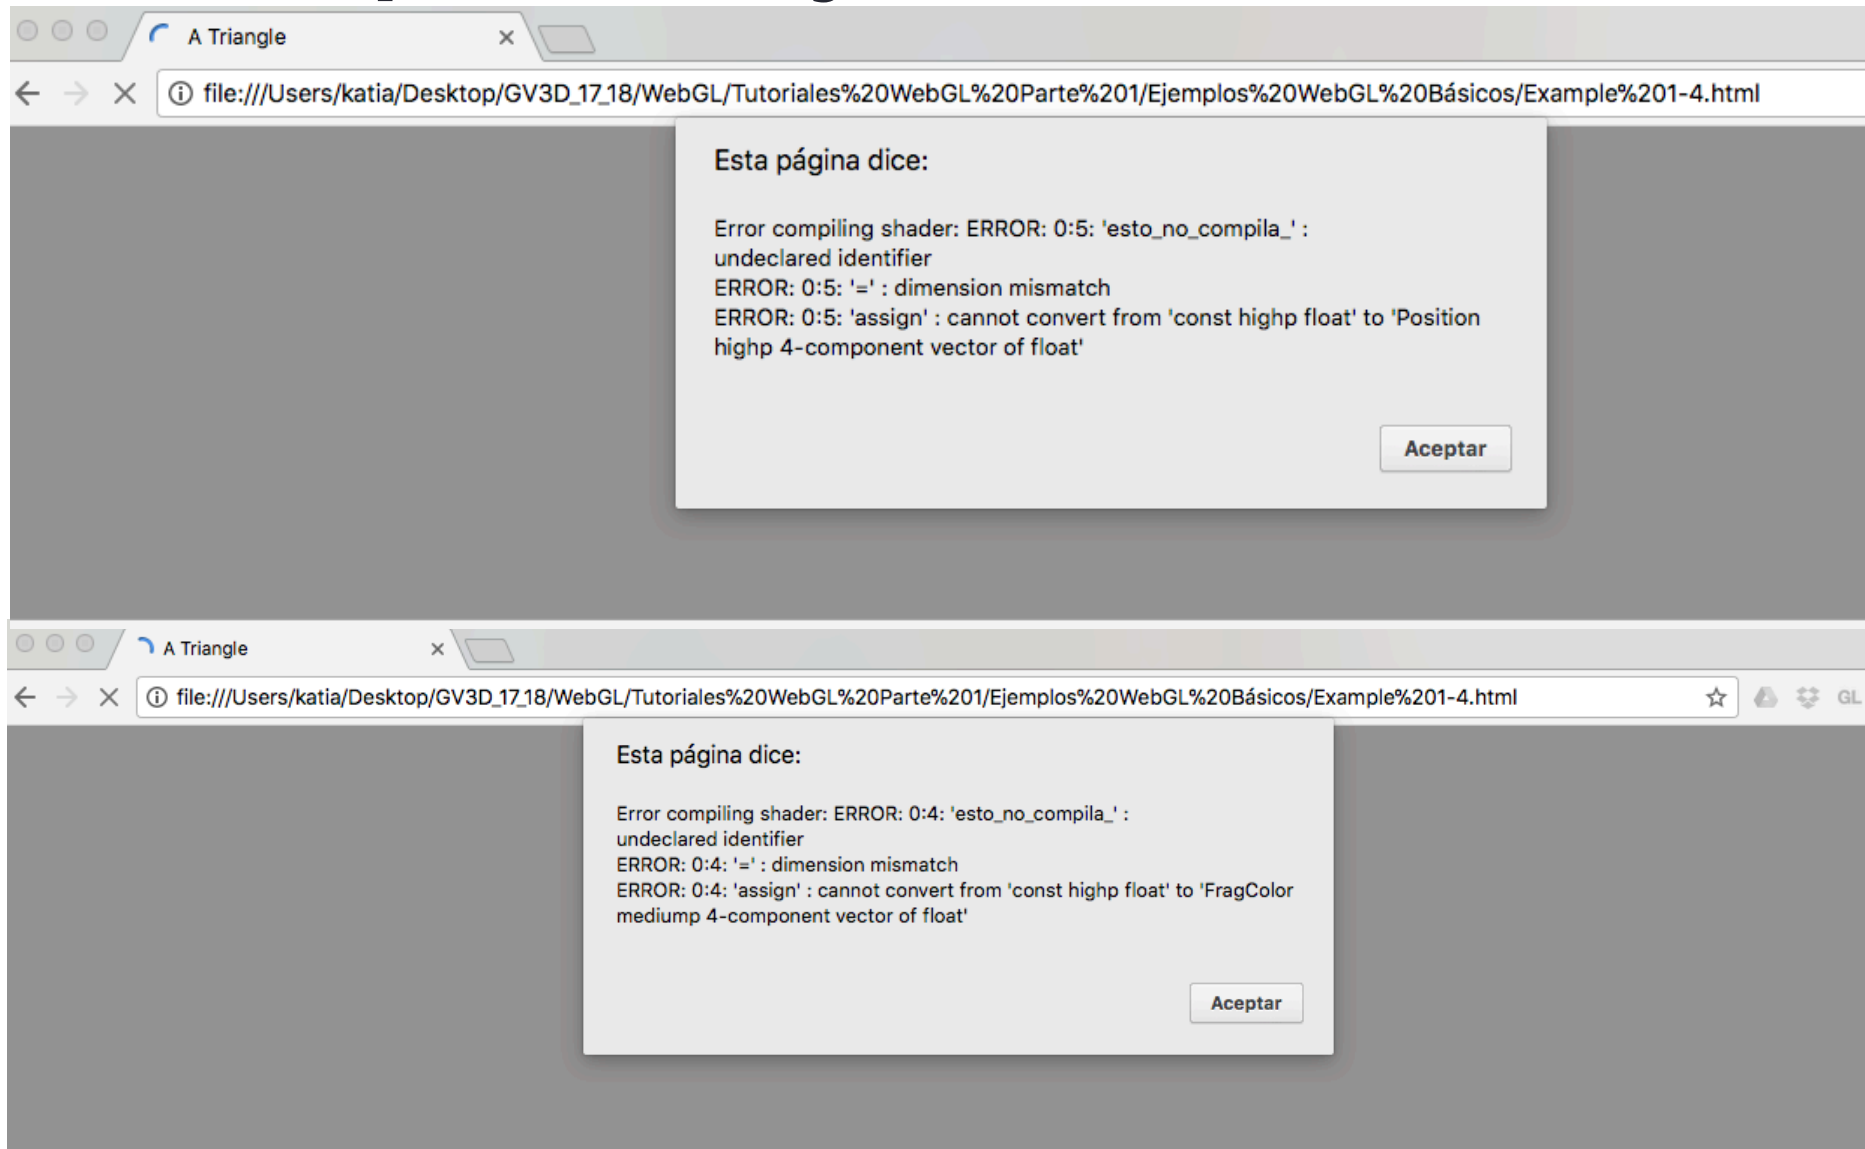 A Triangle
file:///Users/katia/Desktop/GV3D_17_18/WebGL/Tutoriales%20WebGL%20Parte%201/Ejemplos%20WebGL%20Básicos/Example%201-4.html
Esta página dice:
Error compiling shader: ERROR: 0:5: 'esto_no_compila_' :
undeclared identifier
ERROR: 0:5: '=' : dimension mismatch
ERROR: 0:5: 'assign' : cannot convert from 'const highp float' to 'Position
highp 4-component vector of float'
Aceptar
A Triangle
file:///Users/katia/Desktop/GV3D_17_18/WebGL/Tutoriales%20WebGL%20Parte%201/Ejemplos%20WebGL%20Básicos/Example%201-4.html
GL
Esta página dice:
Error compiling shader: ERROR: 0:4: 'esto_no_compila_' :
undeclared identifier
ERROR: 0:4: '=' : dimension mismatch
ERROR: 0:4: 'assign' : cannot convert from 'const highp float' to 'FragColor
mediump 4-component vector of float'
Aceptar